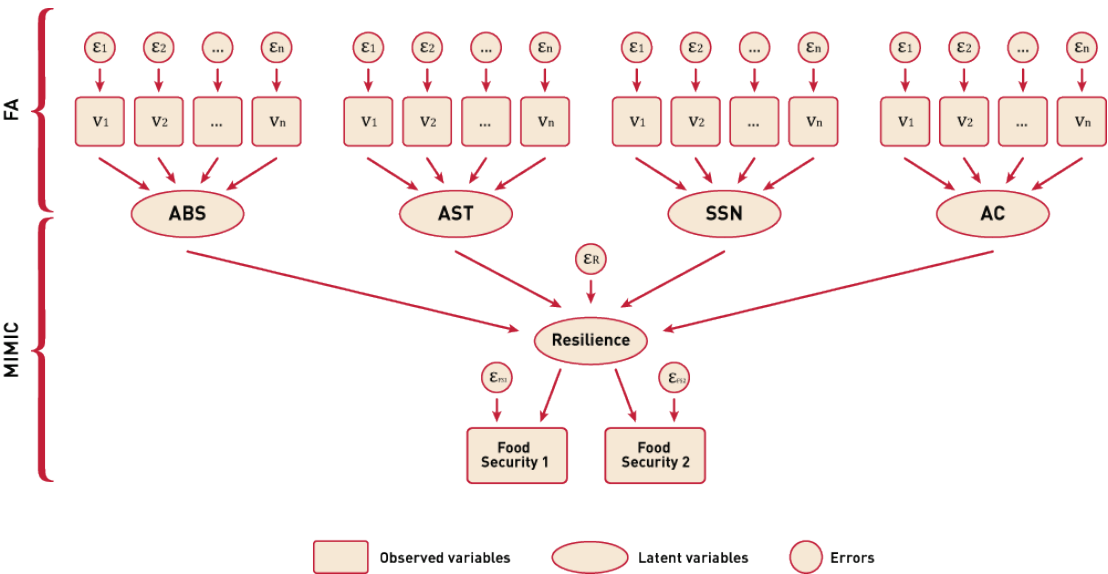 FA
ε1 ε2 ... εn ε1 ε2 ... εn ε1 ε2 ... εn ε1 ε2 ... εn
V1 V2 ... Vn V1 V2 ... Vn V1 V2 ... Vn V1 V2 ... Vn
ABS AST SSN AC
MIMIC
εR
Resilience
εFS1 εFS2
Food
Security 1
Food
Security 2
Observed variables Latent variables Errors